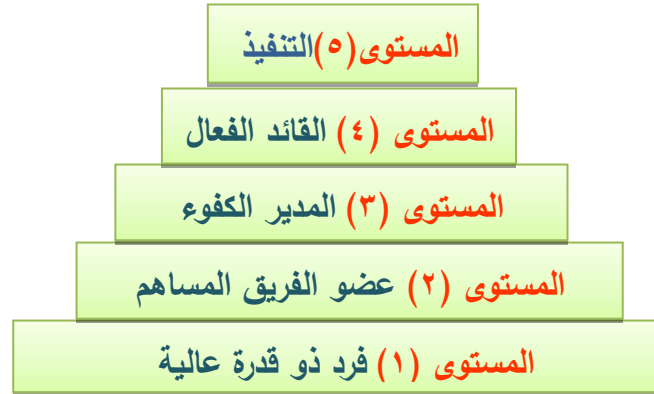 المستوى(٥)التنفيذ
المستوى (٤) القائد الفعال
المستوى (٣) المدير الكفوء
المستوى (٢) عضو الفريق المساهم
المستوى (١) فرد ذو قدرة عالية